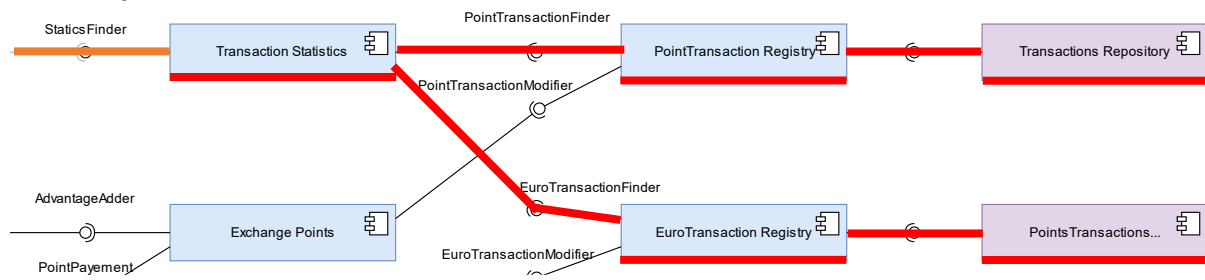 StaticsFinder
PointTransactionFinder
Transaction Statistics
PointTransaction Registry
Transactions Repository
PointTransactionModifier
EuroTransactionFinder
AdvantageAdder
Exchange Points
EuroTransaction Registry
PointsTransactions...
EuroTransactionModifier
PointPayement